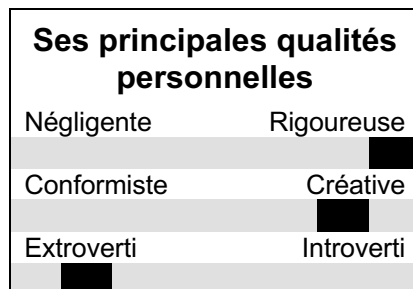 Ses principales qualités
personnelles
Négligente Rigoureuse
Conformiste Créative
Extroverti Introverti